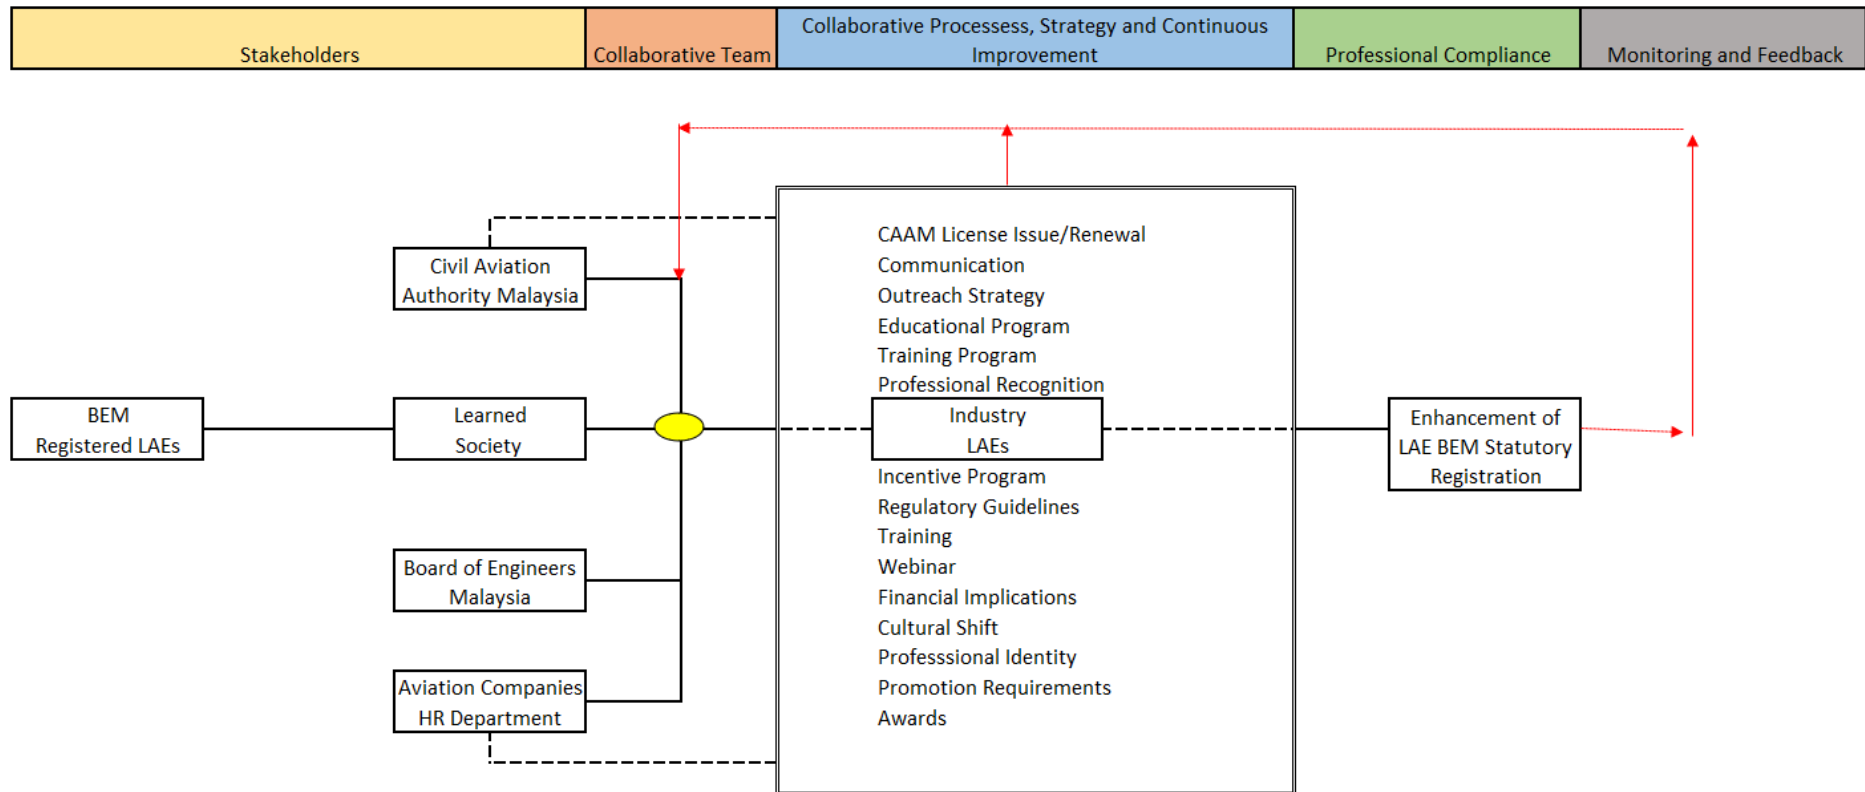 Stakeholders
Collaborative Team
Collaborative Processess, Strategy and Continuous
Improvement
Professional Compliance
Monitoring and Feedback
Civil Aviation
Authority Malaysia
BEM
Registered LAEs
Learned
Society
Board of Engineers
Malaysia
Aviation Companies
HR Department
CAAM License Issue/Renewal
Communication
Outreach Strategy
Educational Program
Training Program
Professional Recognition
Industry
LAEs
Incentive Program
Regulatory Guidelines
Training
Webinar
Financial Implications
Cultural Shift
Professsional Identity
Promotion Requirements
Awards
Enhancement of
LAE BEM Statutory
Registration